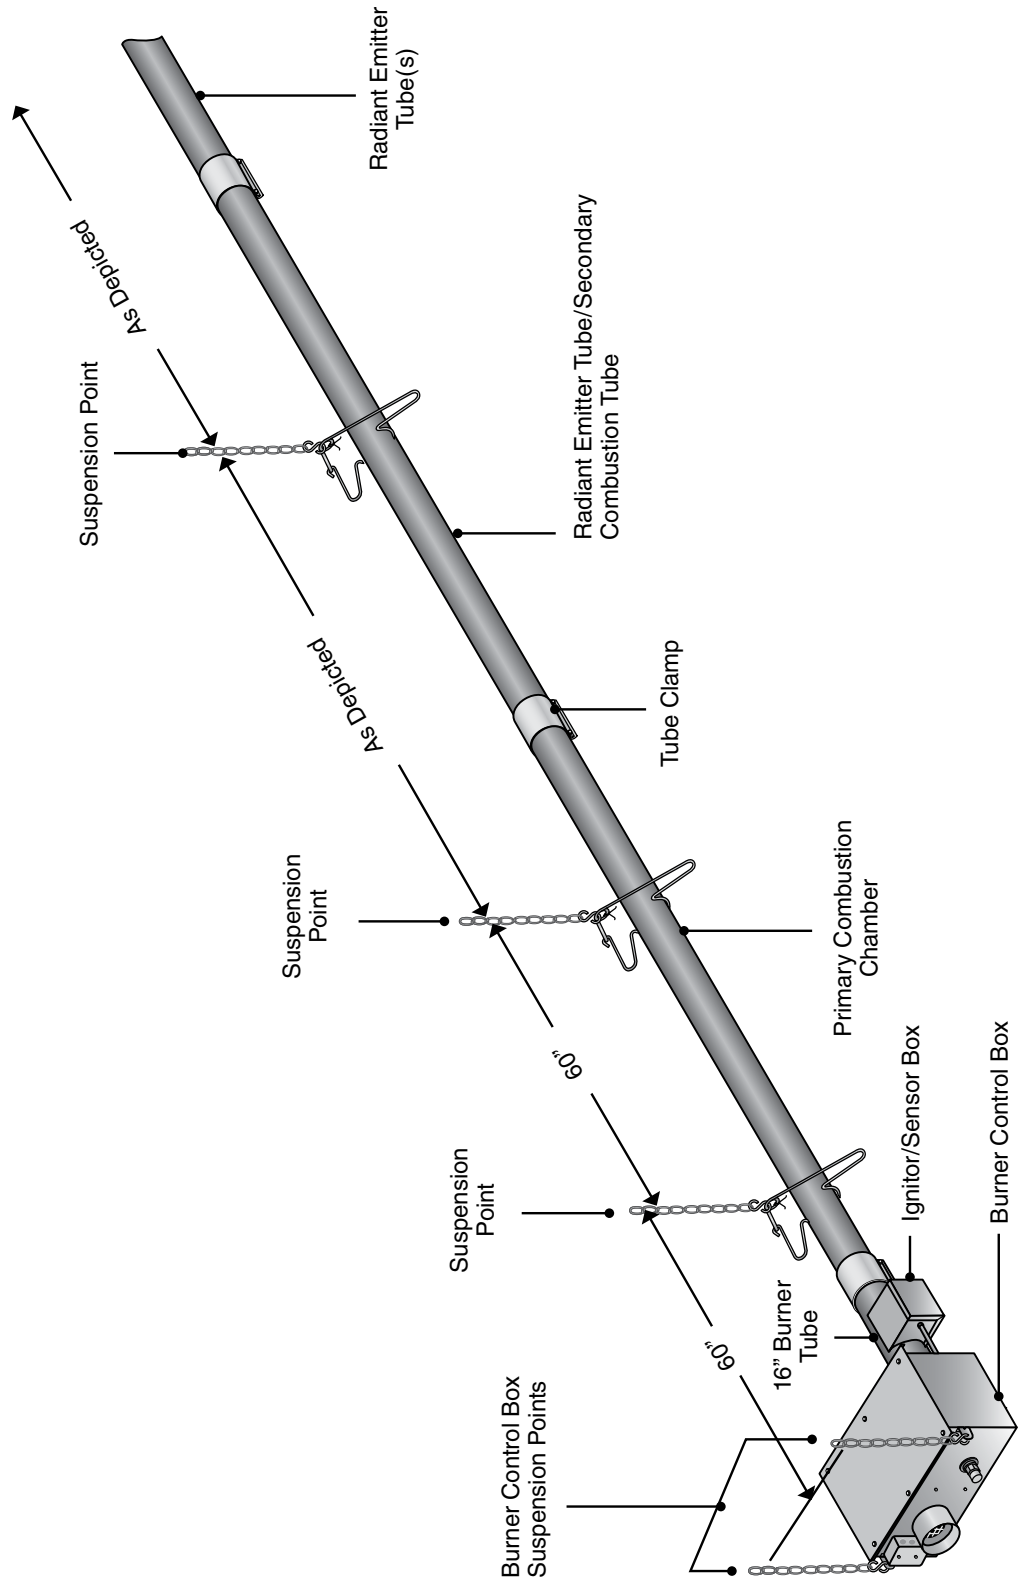 Burner Control Box
Suspension Points
60”
16” Burner
Tube
Suspension
Point
60”
Suspension
Point
As Depicted
Suspension Point
As Depicted
Burner Control Box
Ignitor/Sensor Box
Primary Combustion
Chamber
Tube Clamp
Radiant Emitter Tube/Secondary
Combustion Tube
Radiant Emitter
Tube(s)